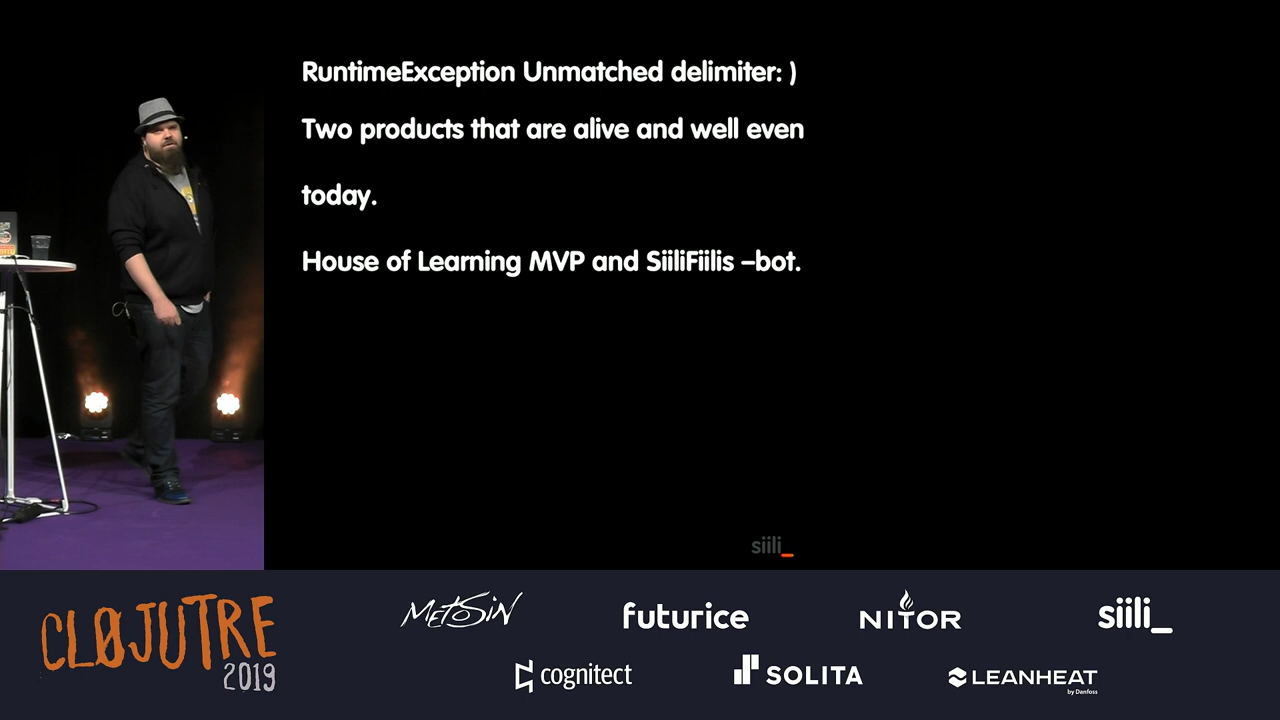 RuntimeException Unmatched delimiter: )
Two products that are alive and well even
today.
House of Learning MVP and SiiliFiilis –bot.
siili_
CLØJUTRE
2019
METOSIN
futurice
NITOR
siili_
cognitect
SOLITA
LEANHEAT
by Danfoss